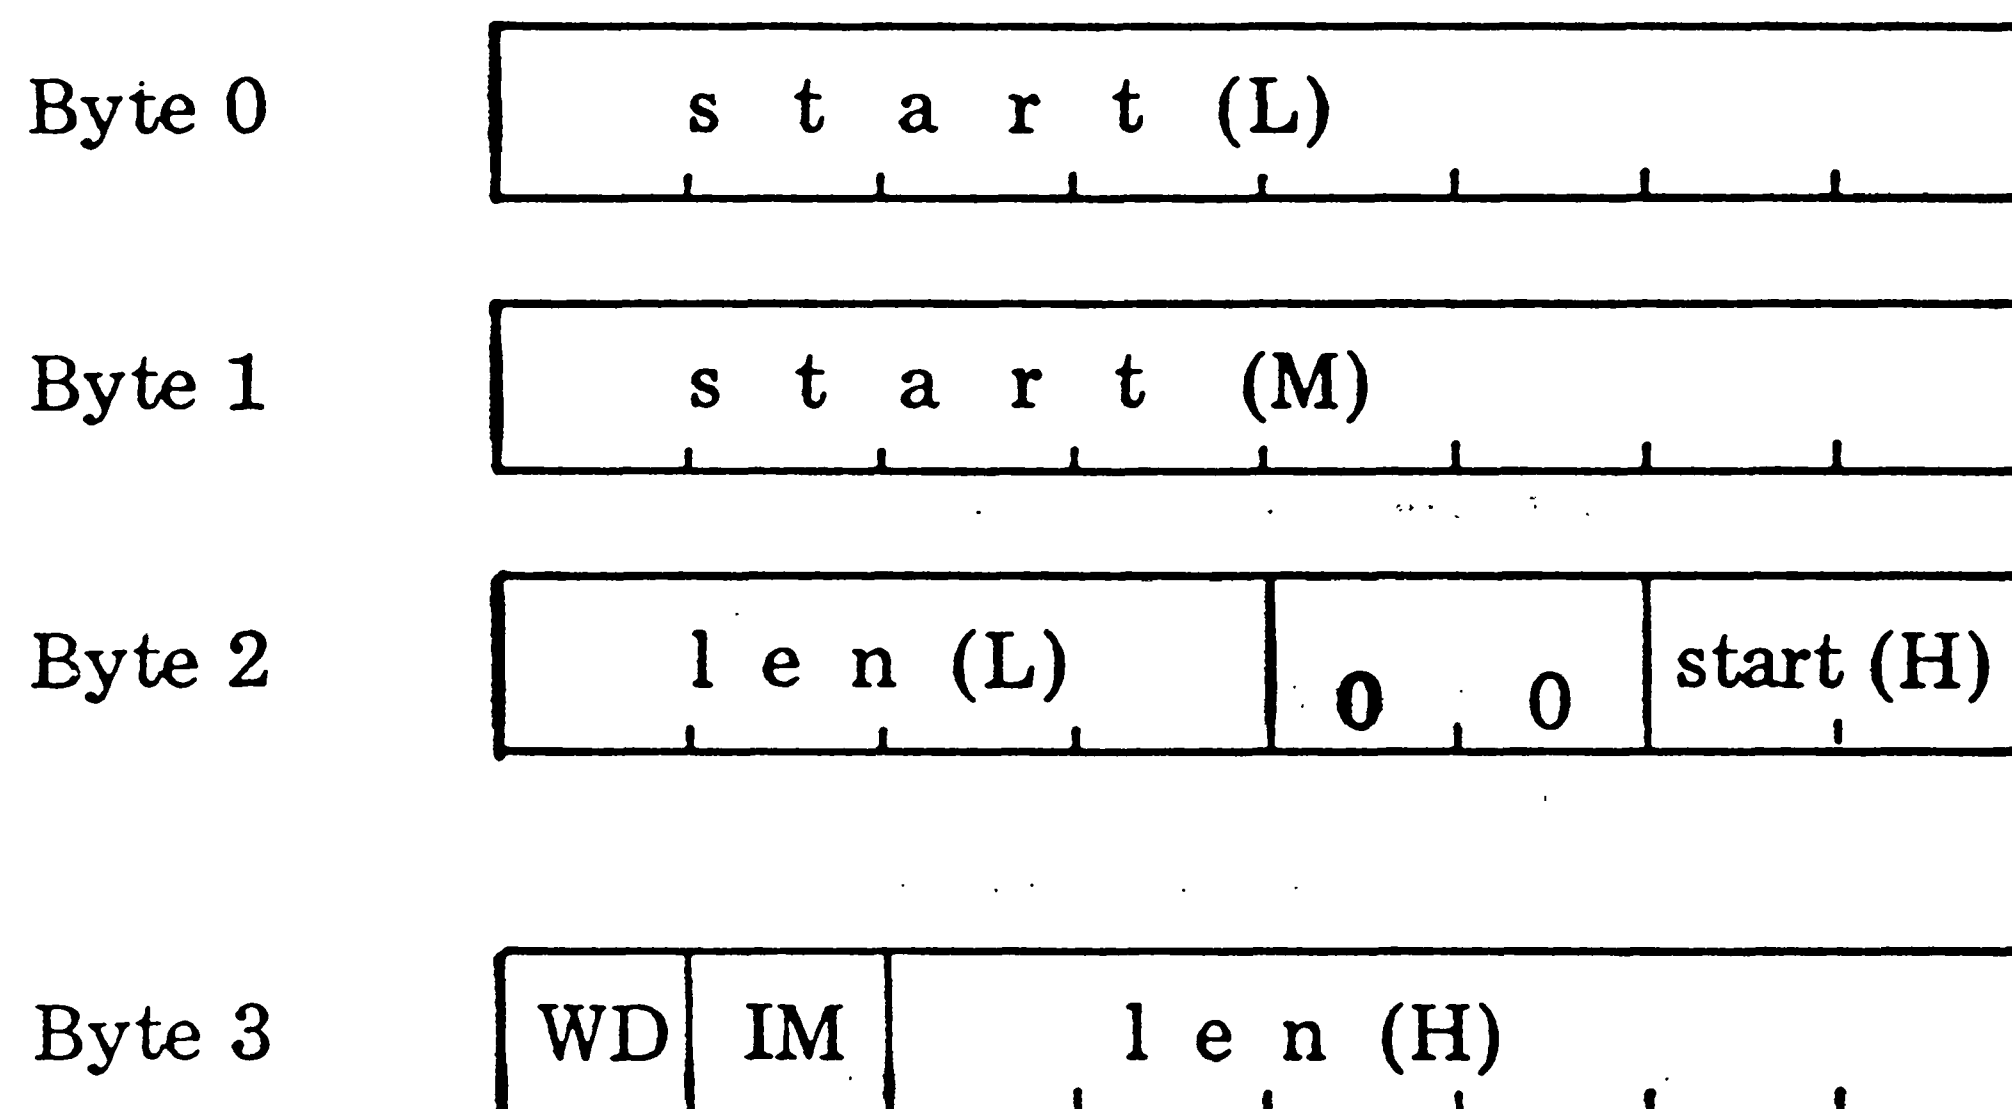 Byte 0 s t a r t (L)
Byte 1 s t a r t (M)
Byte 2 l e n (L) 0 0 start (H)
Byte 3 WD IM l e n (H)